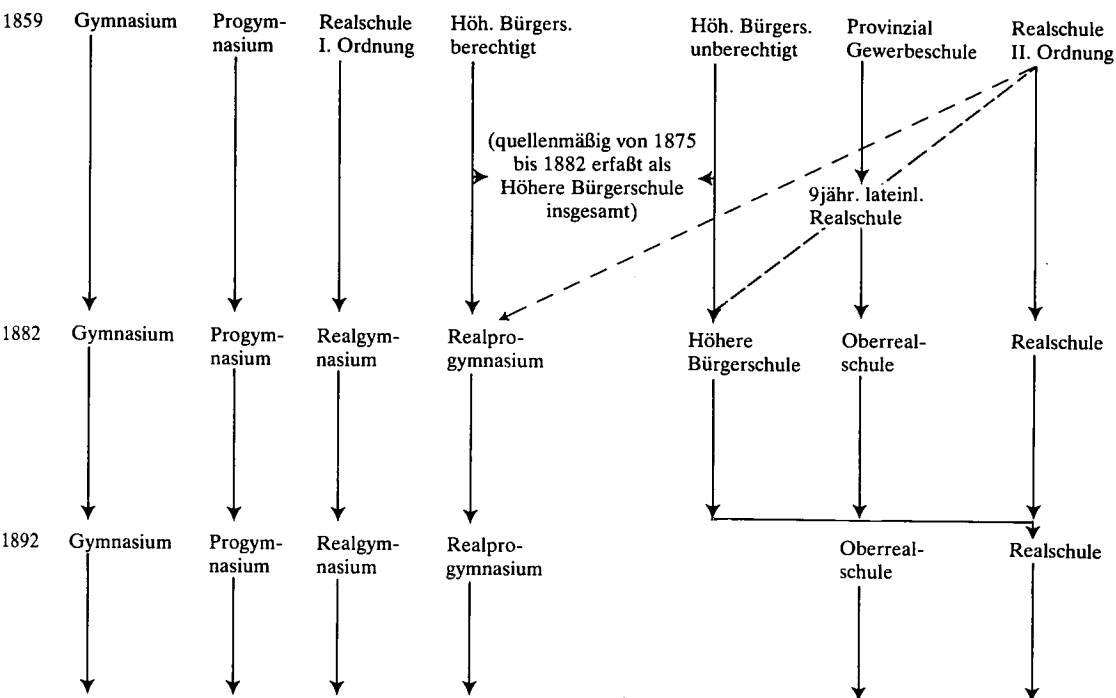 1859 Gymnasium Progym- Realschule Höh. Bürgers. Höh. Bürgers. Provinzial Realschule
nasium I. Ordnung berechtigt unberechtigt Gewerbeschule II. Ordnung
(quellenmäßig von 1875
bis 1882 erfaßt als
Höhere Bürgerschule
insgesamt)
9jähr. lateinl.
Realschule
1882 Gymnasium Progym- Realgym- Realpro- Höhere Oberreal- Realschule
nasium nasium gymnasium Bürgerschule schule
1892 Gymnasium Progym- Realgym- Realpro- Oberreal- Realschule
nasium nasium gymnasium schule